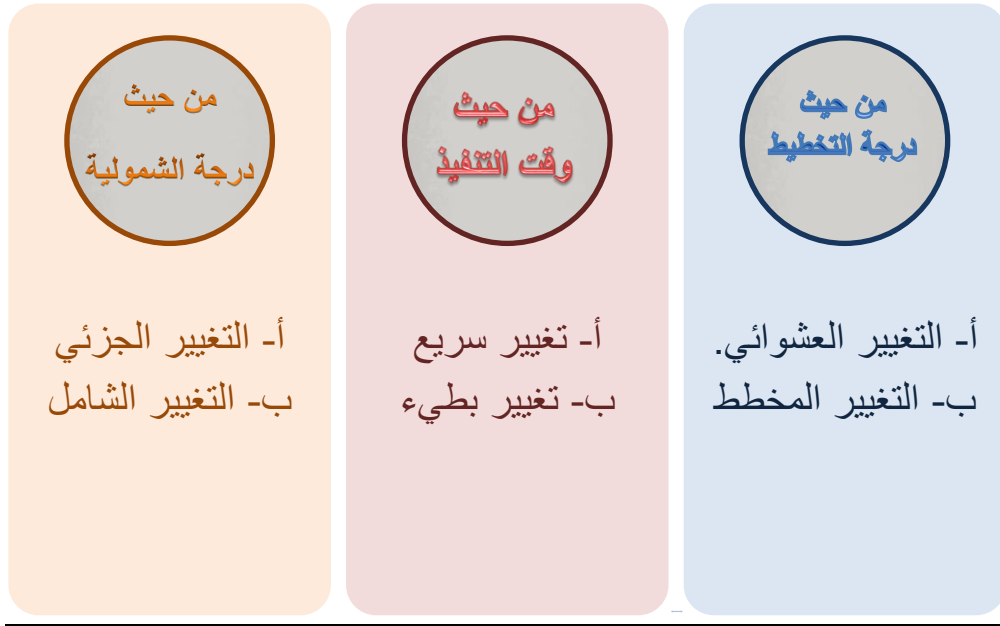 من حيث
درجة التخطيط
أ- التغيير العشوائي.
ب- التغيير المخطط
من حيث
وقت التنفيذ
أ- تغيير سريع
ب- تغيير بطيء
من حيث
درجة الشمولية
أ- التغيير الجزئي
ب- التغيير الشامل